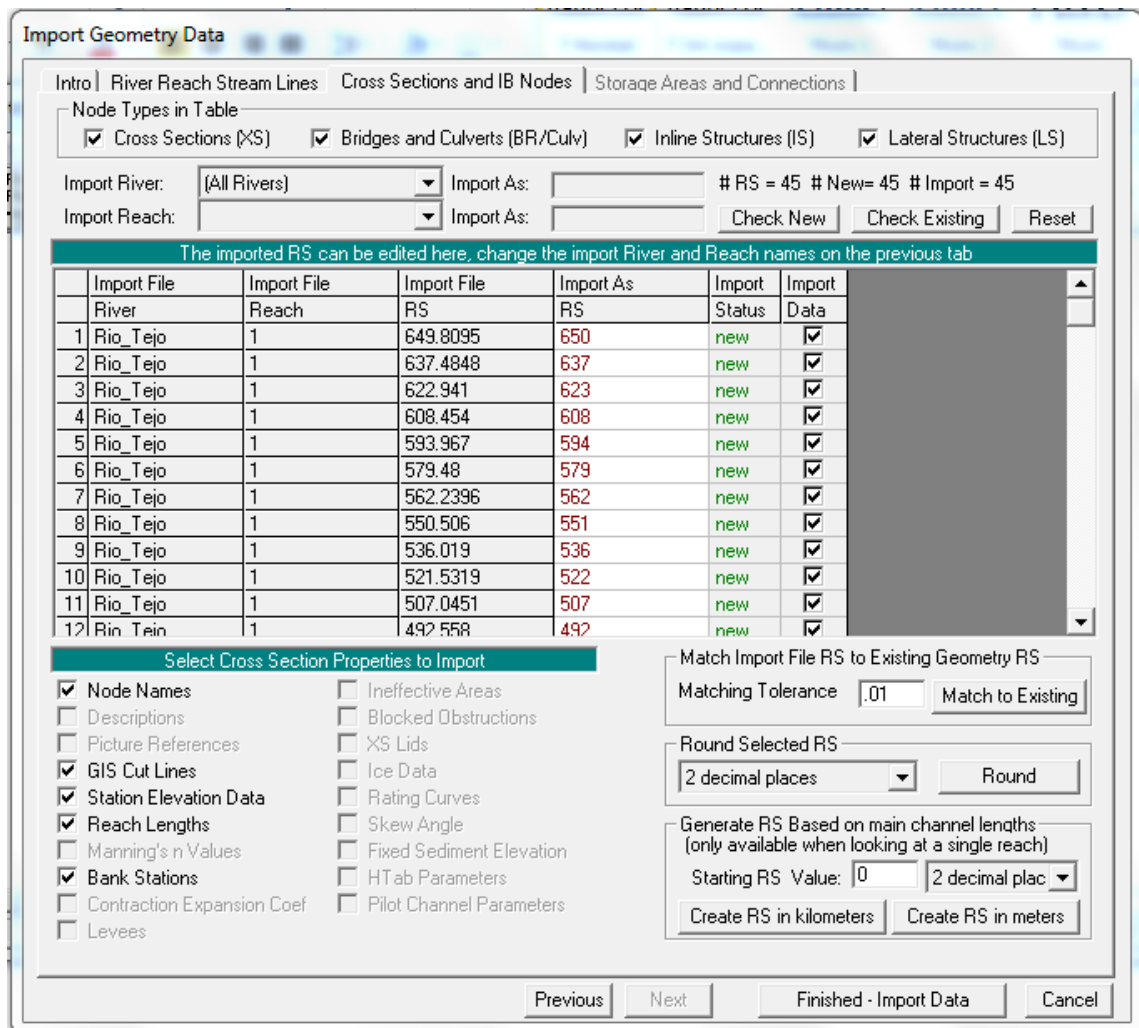 Import Geometry Data
Intro River Reach Stream Lines Cross Sections and IB Nodes Storage Areas and Connections
Node Types in Table
Cross Sections (XS) Bridges and Culverts (BR/Culv) Inline Structures (IS) Lateral Structures (LS)
Import River: (All Rivers) Import As: # RS = 45 # New= 45 # Import = 45
Import Reach: Import As: Check New Check Existing Reset
The imported RS can be edited here, change the import River and Reach names on the previous tab
Import File Import File Import File Import As Import Import
River Reach RS RS Status Data
1 Rio_Tejo 1 649.8095 650 new
2 Rio_Tejo 1 637.4848 637 new
3 Rio_Tejo 1 622.941 623 new
4 Rio_Tejo 1 608.454 608 new
5 Rio_Tejo 1 593.967 594 new
6 Rio_Tejo 1 579.48 579 new
7 Rio_Tejo 1 562.2396 562 new
8 Rio_Tejo 1 550.506 551 new
9 Rio_Tejo 1 536.019 536 new
10 Rio_Tejo 1 521.5319 522 new
11 Rio_Tejo 1 507.0451 507 new
12 Rio_Tejo 1 492.558 492 new
Select Cross Section Properties to Import
Node Names Ineffective Areas
Descriptions Blocked Obstructions
Picture References XS Lids
GIS Cut Lines Ice Data
Station Elevation Data Rating Curves
Reach Lengths Skew Angle
Manning's n Values Fixed Sediment Elevation
Bank Stations HTab Parameters
Contraction Expansion Coef Pilot Channel Parameters
Levees
Match Import File RS to Existing Geometry RS
Matching Tolerance .01 Match to Existing
Round Selected RS
2 decimal places Round
Generate RS Based on main channel lengths
(only available when looking at a single reach)
Starting RS Value: 0 2 decimal plac
Create RS in kilometers Create RS in meters
Previous Next Finished - Import Data Cancel